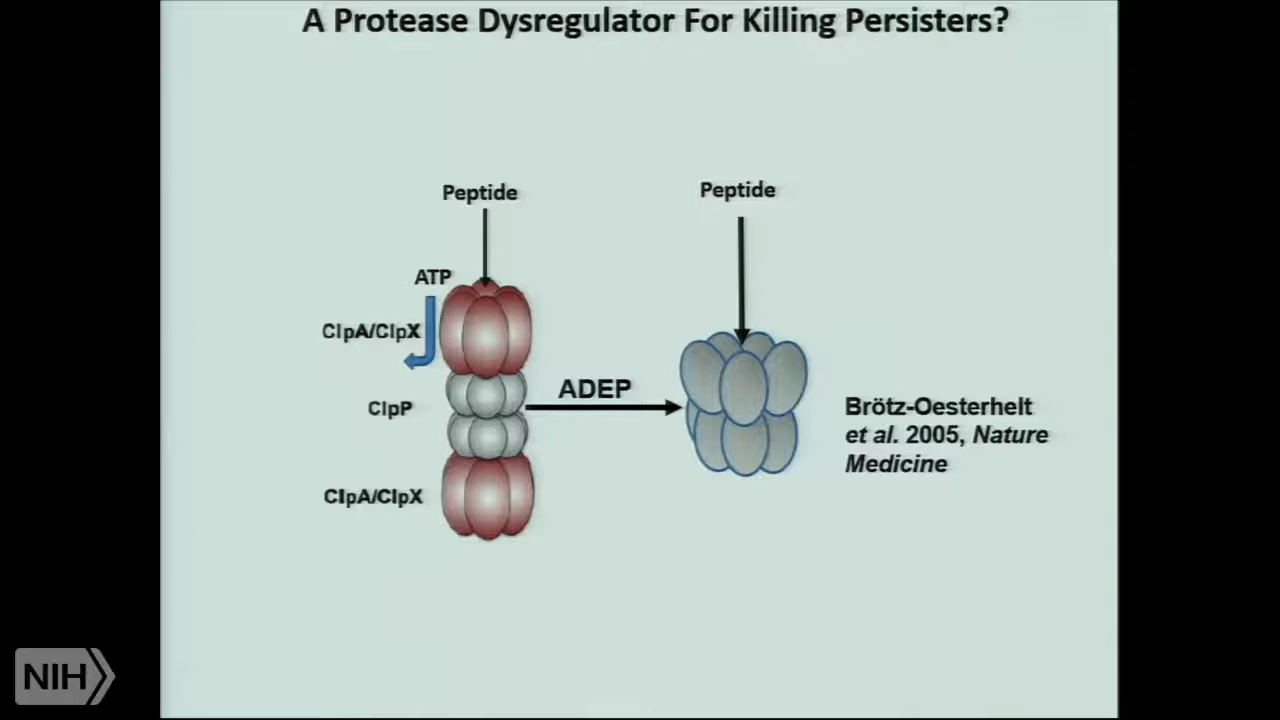 A Protease Dysregulator For Killing Persisters?
Peptide
Peptide
ATP
ClpA/ClpX
ClpP
ADEP
ClpA/ClpX
Brötz-Oesterhelt
et al. 2005, Nature
Medicine
NIH